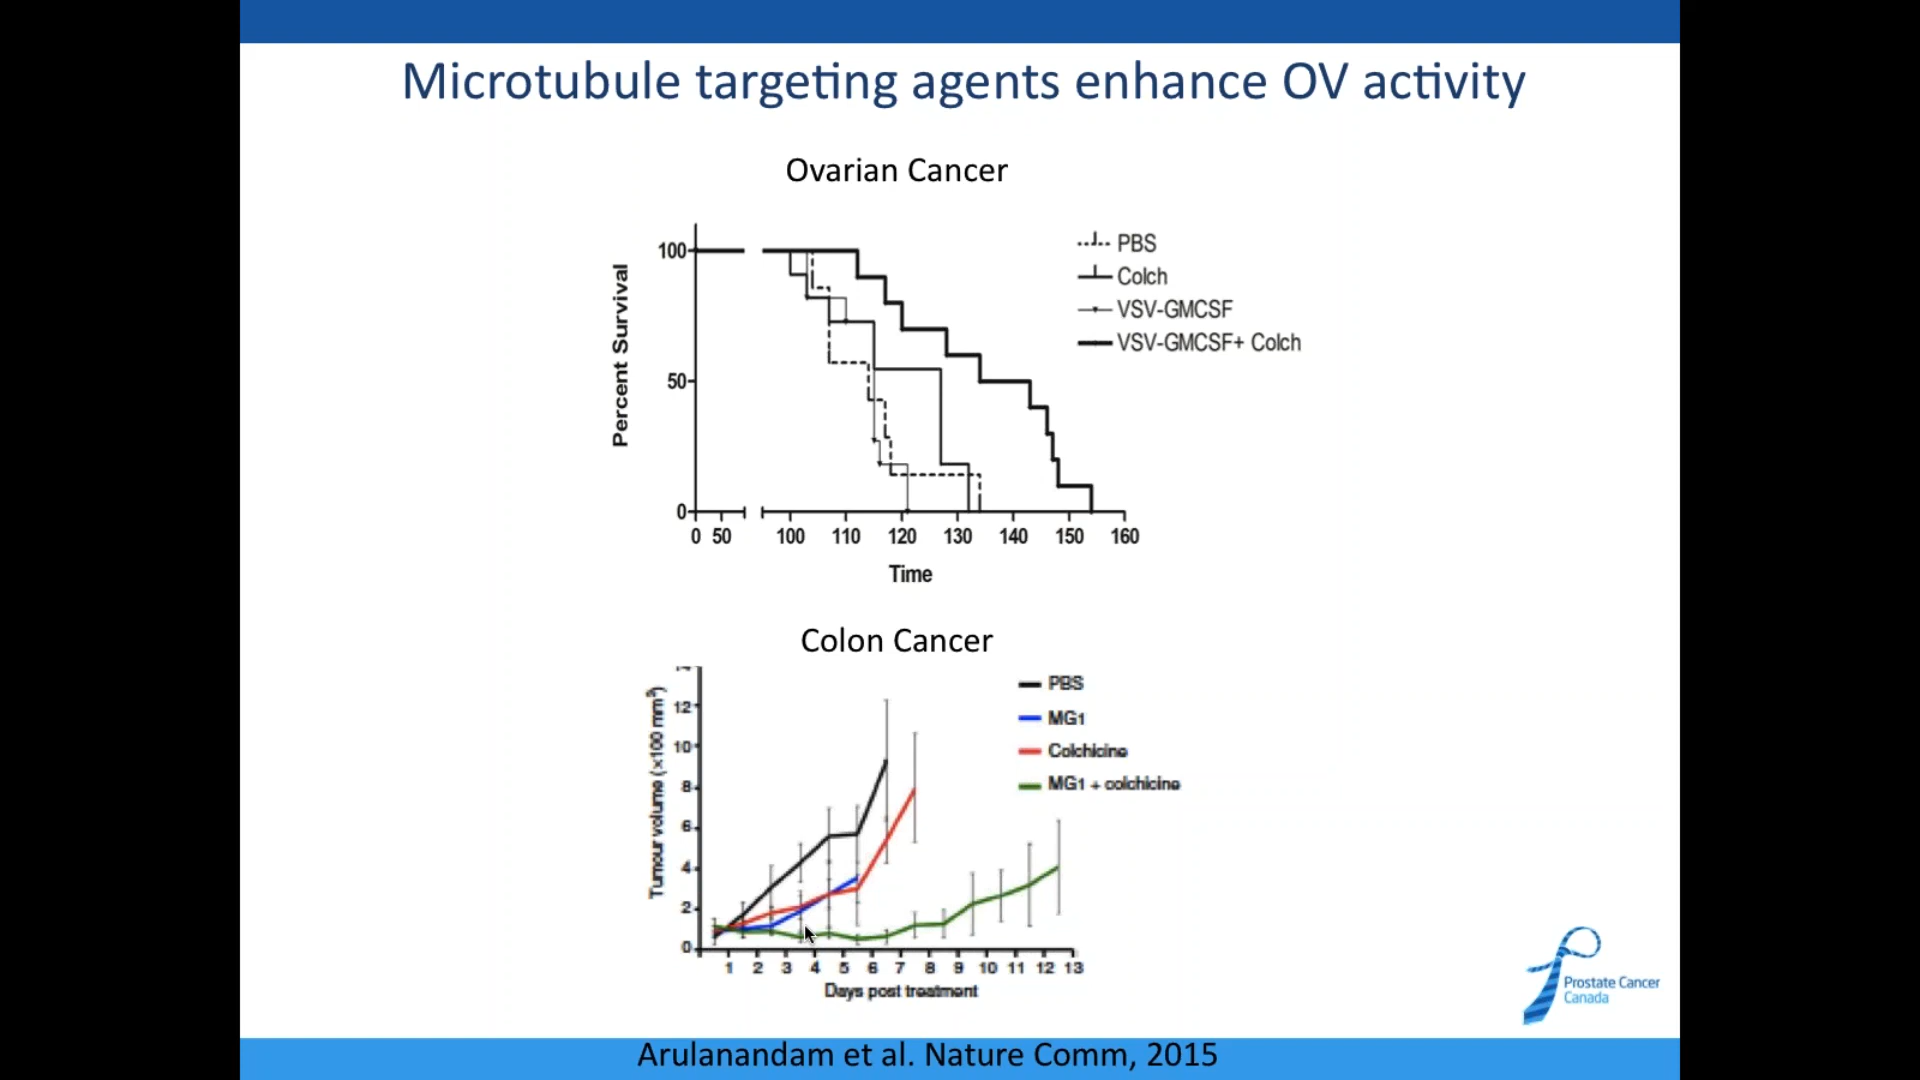 Microtubule targeting agents enhance OV activity
Ovarian Cancer
Percent Survival
100
50
0
PBS
Colch
VSV-GMCSF
VSV-GMCSF+ Colch
0 50 100 110 120 130 140 150 160
Time
Colon Cancer
Tumour volume (×100 mm³)
14
12
10
8
6
4
2
0
PBS
MG1
Colchicine
MG1 + colchicine
1 2 3 4 5 6 7 8 9 10 11 12 13
Days post treatment
Prostate Cancer
Canada
Arulanandam et al. Nature Comm, 2015